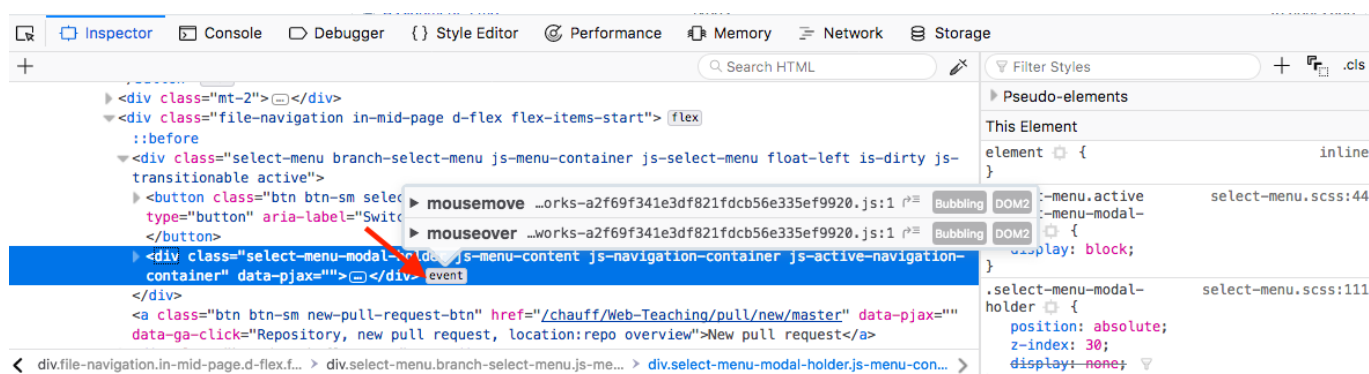 Inspector Console Debugger { } Style Editor Performance Memory Network Storage
+ Search HTML Filter Styles + .cls
<div class="mt-2"></div>
<div class="file-navigation in-mid-page d-flex flex-items-start"> flex
::before
<div class="select-menu branch-select-menu js-menu-container js-select-menu float-left is-dirty js-
transitionable active">
<button class="btn btn-sm selec
type="button" aria-label="Switc
</button>
mousemove …orks-a2f69f341e3df821fdcb56e335ef9920.js:1 Bubbling DOM2
mouseover …works-a2f69f341e3df821fdcb56e335ef9920.js:1 Bubbling DOM2
<div class="select-menu-modal-holder js-menu-content js-navigation-container js-active-navigation-
container" data-pjax=""></div> event
</div>
<a class="btn btn-sm new-pull-request-btn" href="/chauff/Web-Teaching/pull/new/master" data-pjax=""
data-ga-click="Repository, new pull request, location:repo overview">New pull request</a>
div.file-navigation.in-mid-page.d-flex.f... > div.select-menu.branch-select-menu.js-me... > div.select-menu-modal-holder.js-menu-con...
Pseudo-elements
This Element
element { inline
}
-menu.active select-menu.scss:44
-menu-modal-
{
display: block;
}
.select-menu-modal- select-menu.scss:111
holder {
position: absolute;
z-index: 30;
display: none;